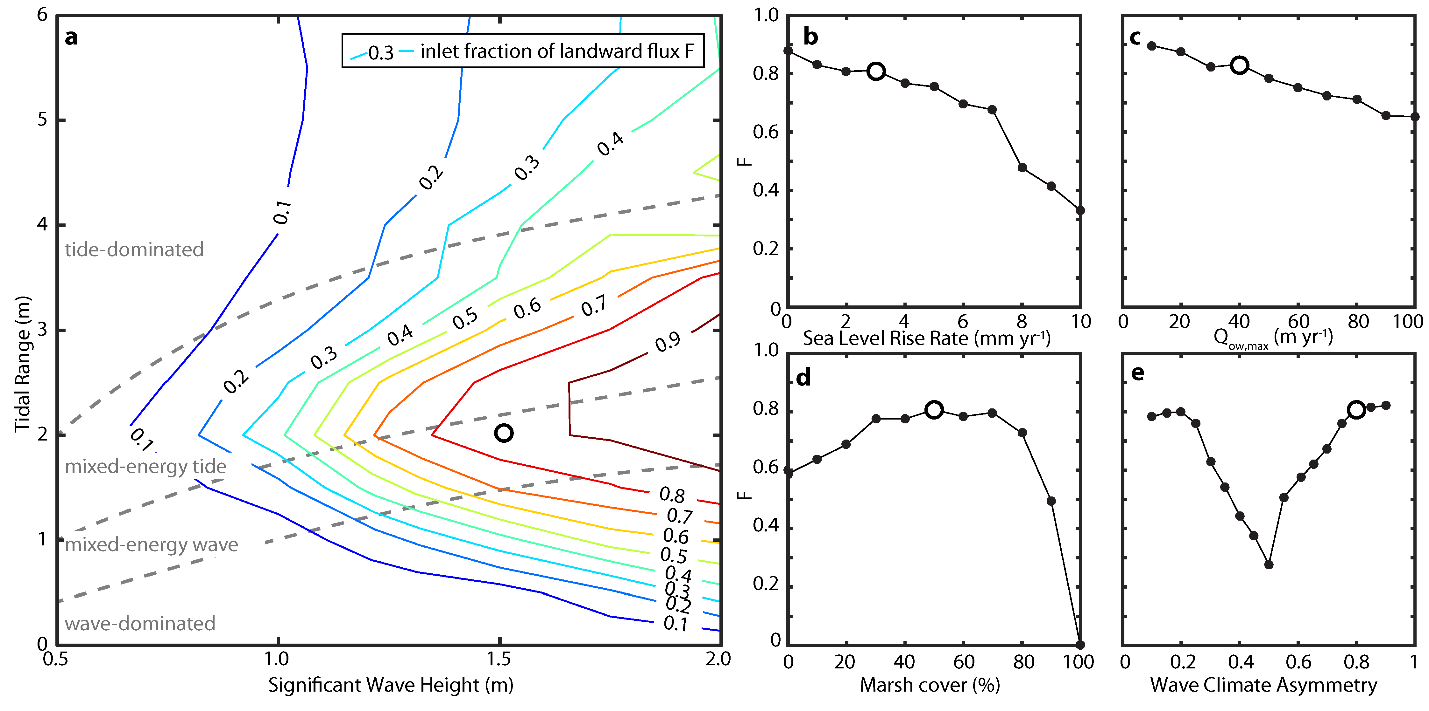 a
0.3 inlet fraction of landward flux F
6
5
4
3
2
1
0
Tidal Range (m)
0.1
0.2
0.3
0.4
tide-dominated
0.1
0.2
0.3
0.4
0.5
0.6
0.7
0.9
mixed-energy tide
mixed-energy wave
wave-dominated
0.8
0.7
0.6
0.5
0.4
0.3
0.2
0.1
0.5
1.0
1.5
2.0
Significant Wave Height (m)
b
1.0
0.8
0.6
0.4
0.2
0
F
0 2 4 6 8 10
Sea Level Rise Rate (mm yr⁻¹)
c
0 20 40 60 80 100
Qow,max (m yr⁻¹)
d
1.0
0.8
0.6
0.4
0.2
0
F
0 20 40 60 80 100
Marsh cover (%)
e
0 0.2 0.4 0.6 0.8 1
Wave Climate Asymmetry